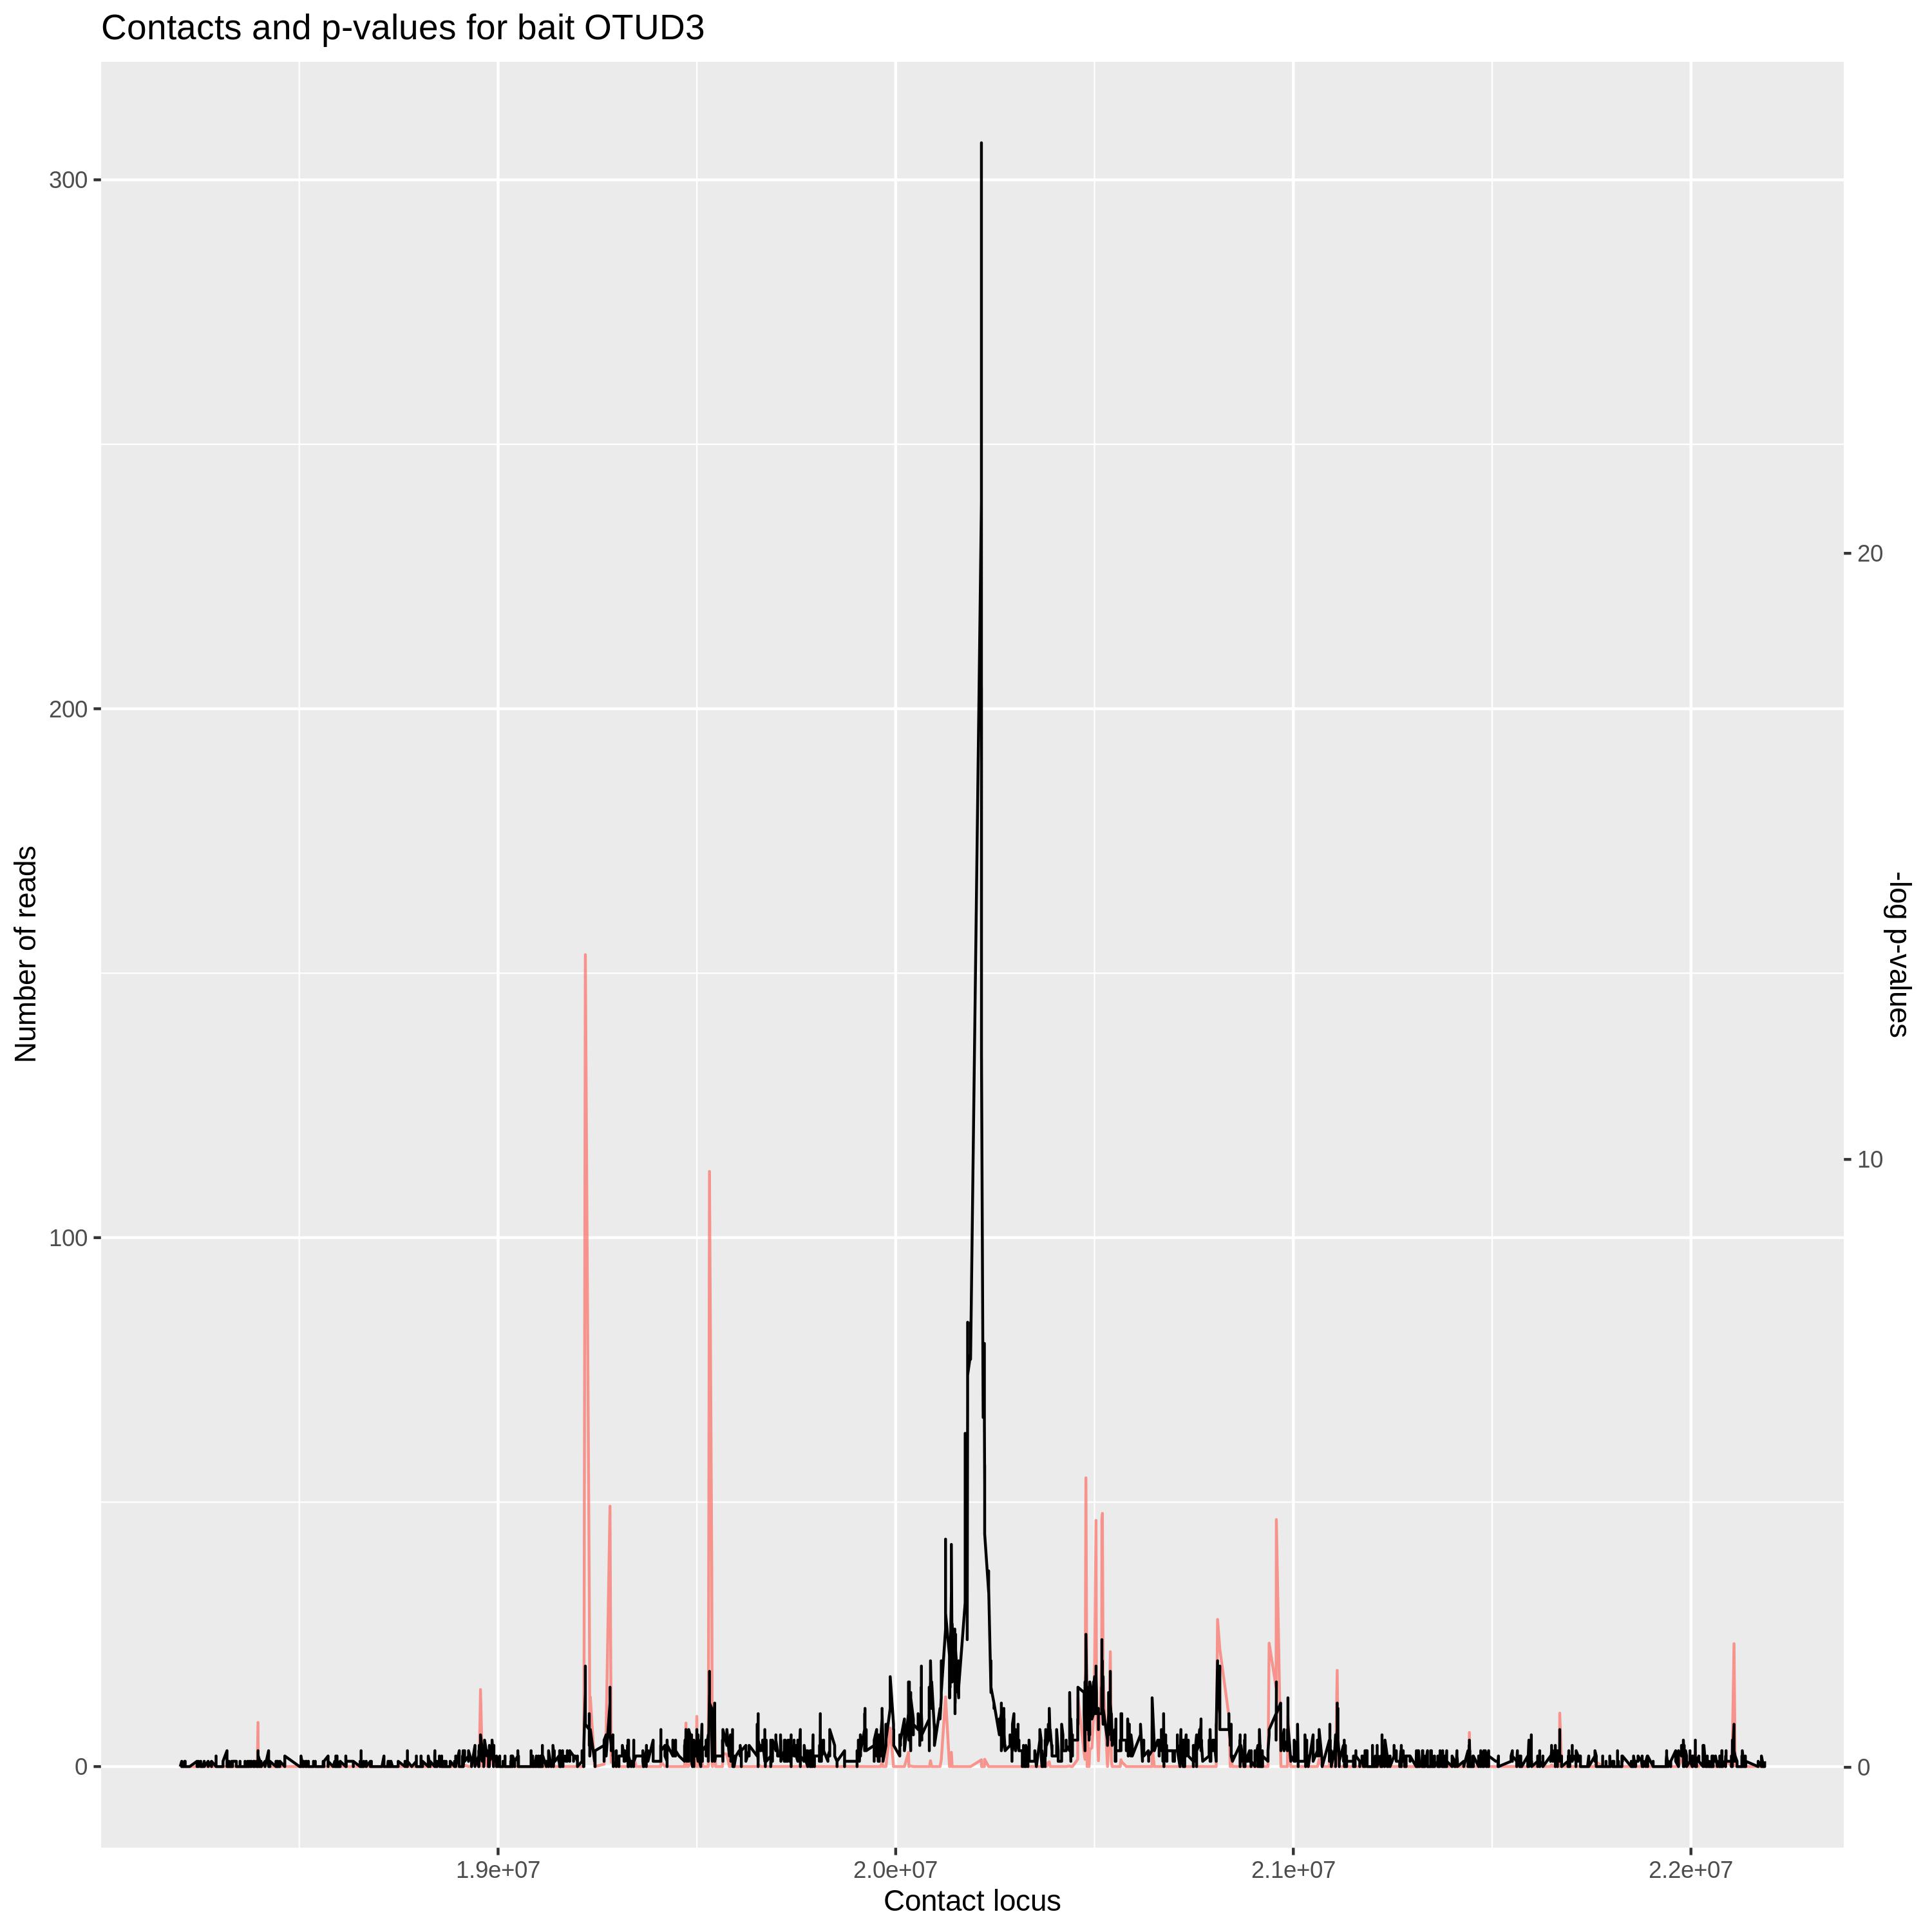 Contacts and p-values for bait OTUD3
300
200
100
0
Number of reads
20
10
0
-log p-values
1.9e+07
2.0e+07
2.1e+07
2.2e+07
Contact locus